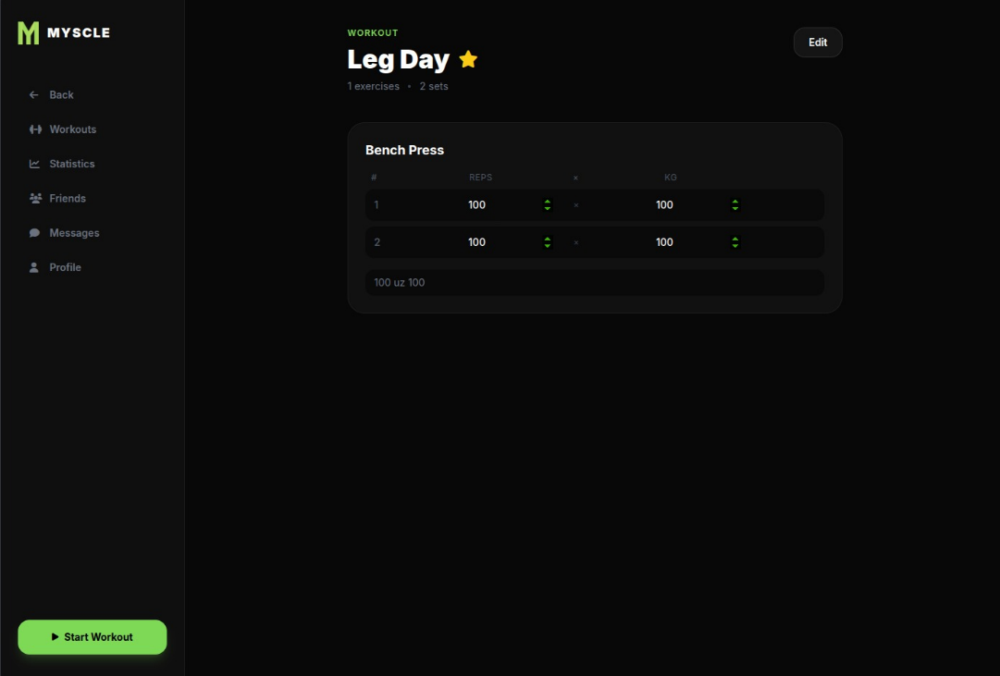 MYSCLE
Back
Workouts
Statistics
Friends
Messages
Profile
Start Workout
WORKOUT
Leg Day
1 exercises • 2 sets
Edit
Bench Press
# REPS × KG
1 100 × 100
2 100 × 100
100 uz 100